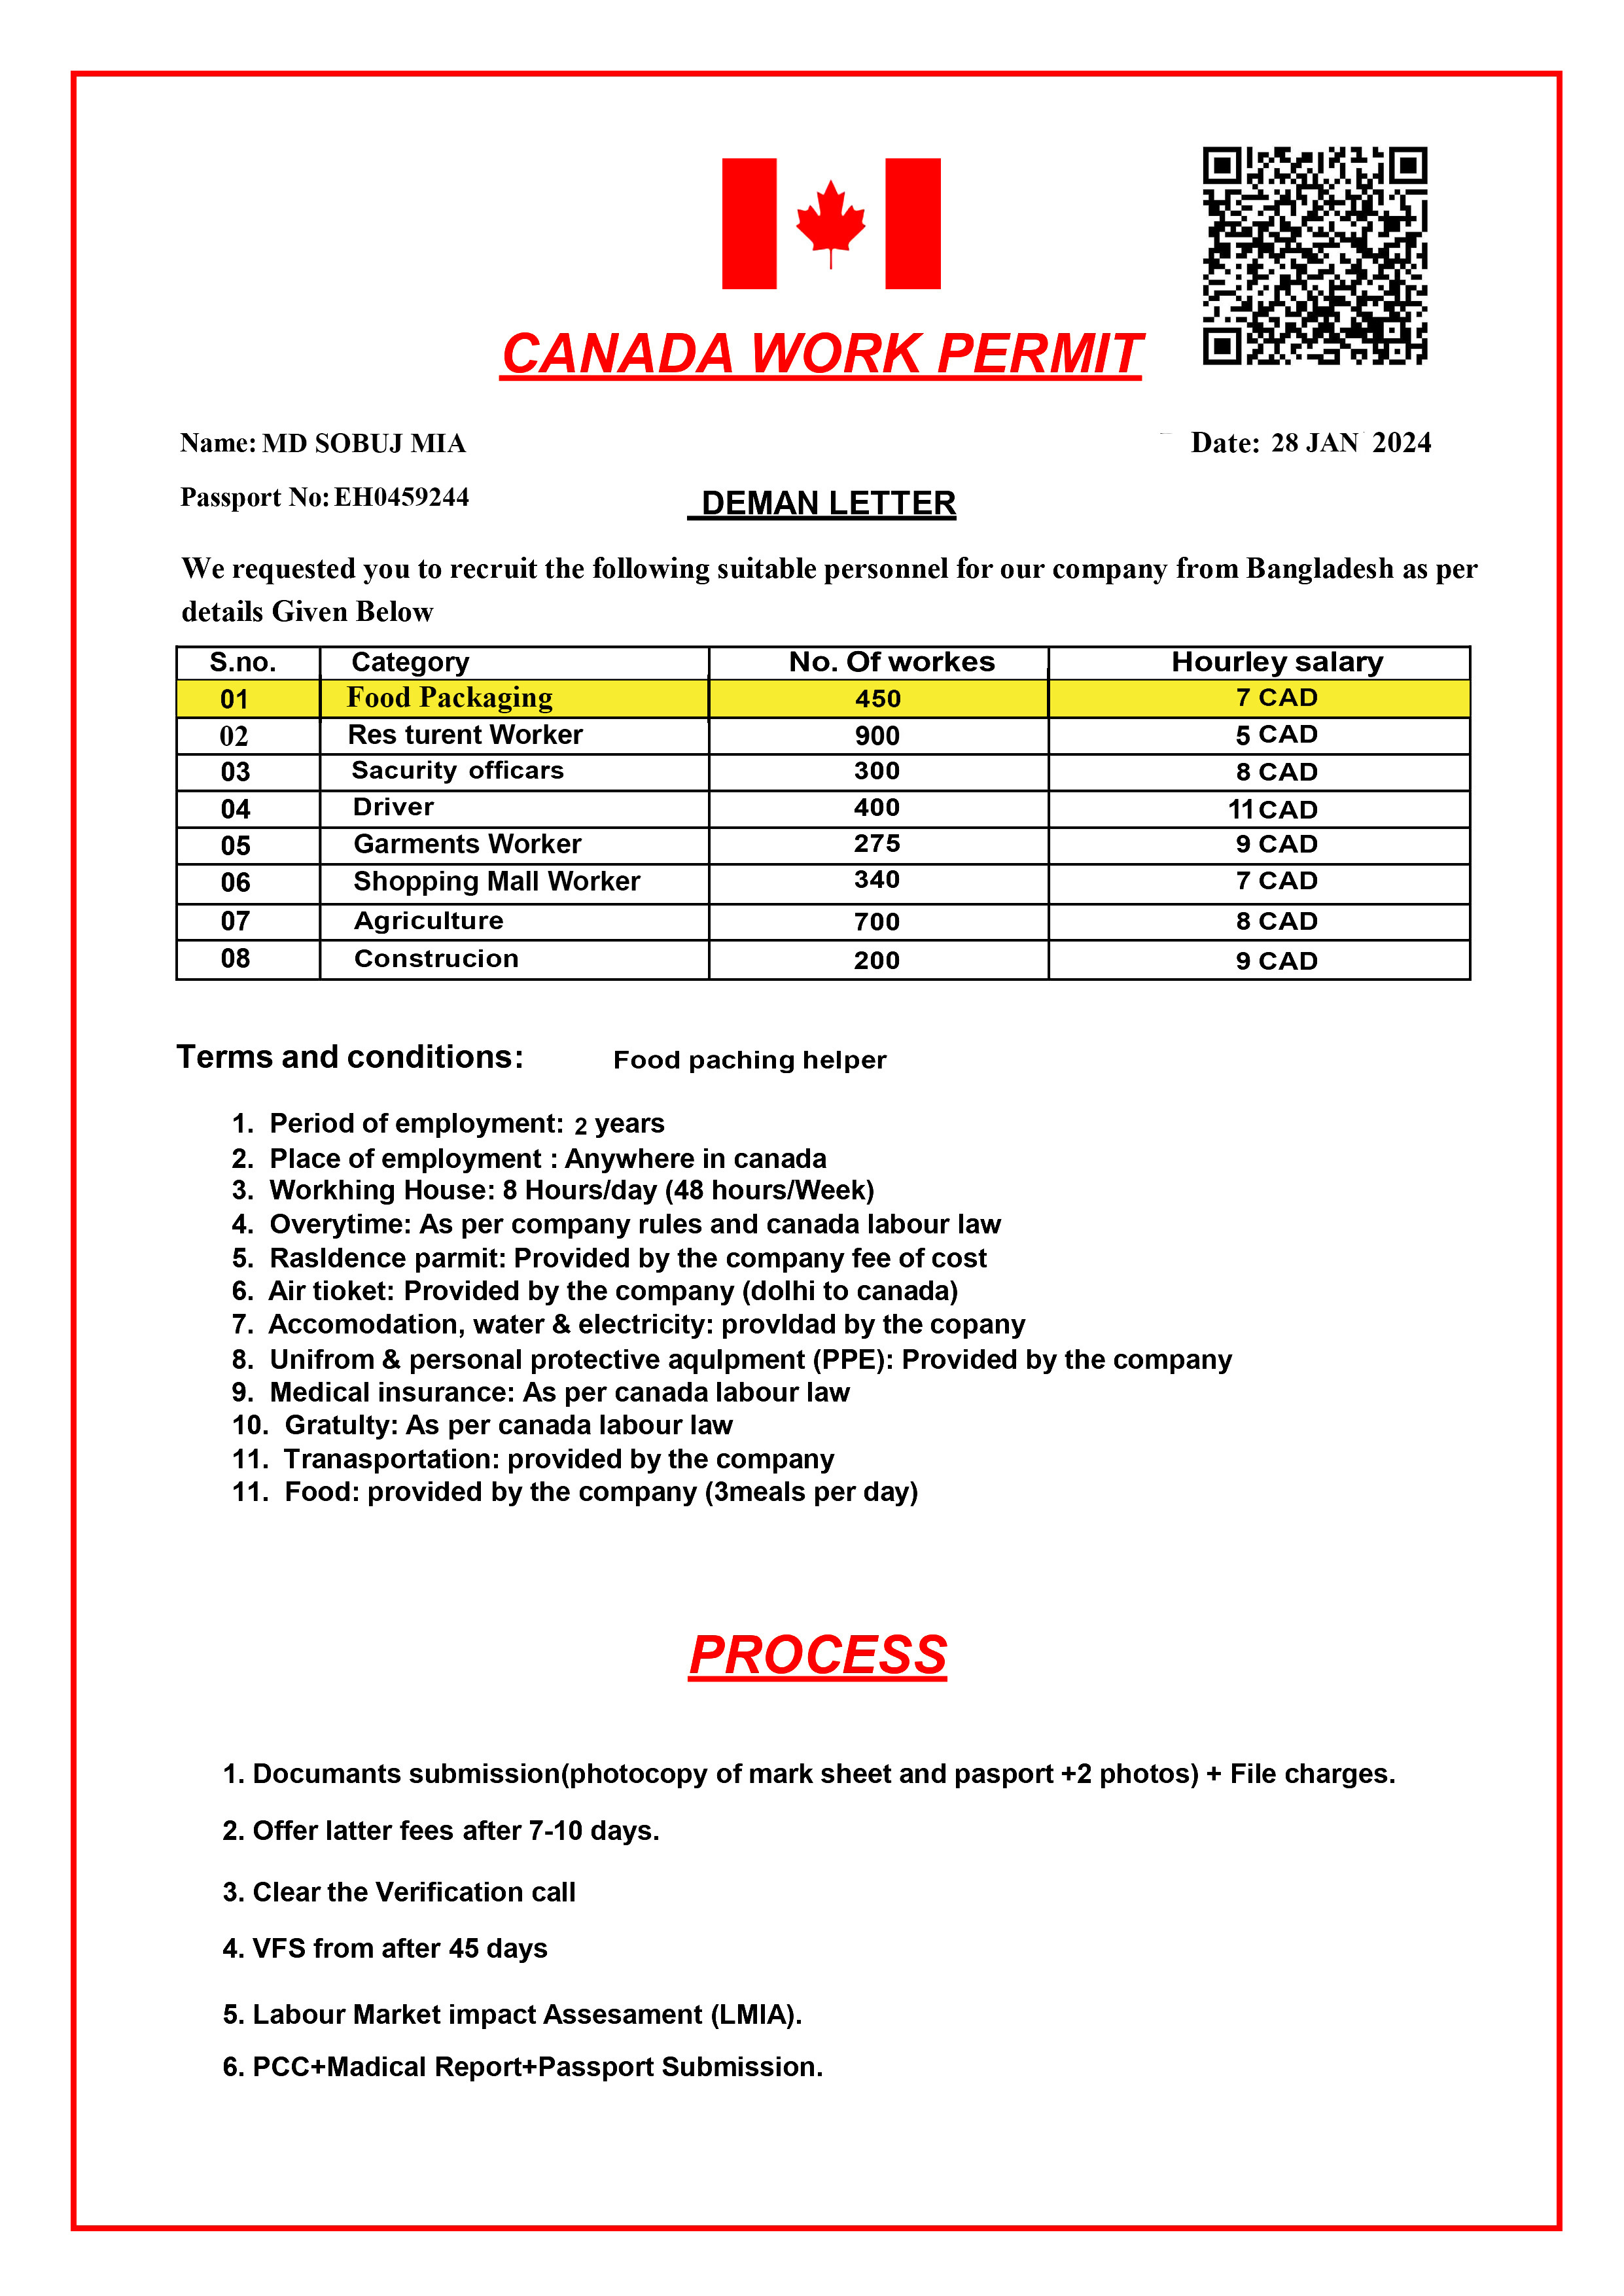 CANADA WORK PERMIT
Name: MD SOBUJ MIA
Date: 28 JAN 2024
Passport No: EH0459244
DEMAN LETTER
We requested you to recruit the following suitable personnel for our company from Bangladesh as per
details Given Below
S.no. Category No. Of workes Hourley salary
01 Food Packaging 450 7 CAD
02 Res turent Worker 900 5 CAD
03 Sacurity officars 300 8 CAD
04 Driver 400 11 CAD
05 Garments Worker 275 9 CAD
06 Shopping Mall Worker 340 7 CAD
07 Agriculture 700 8 CAD
08 Construcion 200 9 CAD
Terms and conditions: Food paching helper
1. Period of employment: 2 years
2. Place of employment : Anywhere in canada
3. Workhing House: 8 Hours/day (48 hours/Week)
4. Overytime: As per company rules and canada labour law
5. Rasldence parmit: Provided by the company fee of cost
6. Air tioket: Provided by the company (dolhi to canada)
7. Accomodation, water & electricity: provldad by the copany
8. Unifrom & personal protective aqulpment (PPE): Provided by the company
9. Medical insurance: As per canada labour law
10. Gratulty: As per canada labour law
11. Tranasportation: provided by the company
11. Food: provided by the company (3meals per day)
PROCESS
1. Documants submission(photocopy of mark sheet and pasport +2 photos) + File charges.
2. Offer latter fees after 7-10 days.
3. Clear the Verification call
4. VFS from after 45 days
5. Labour Market impact Assesament (LMIA).
6. PCC+Madical Report+Passport Submission.